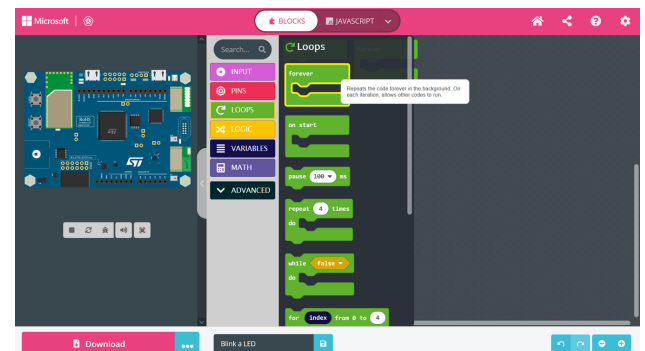 Microsoft
BLOCKS
JAVASCRIPT
Search...
Loops
INPUT
PINS
LOOPS
LOGIC
VARIABLES
MATH
ADVANCED
forever
Repeats the code forever in the background. On
each iteration, allows other codes to run.
on start
pause 100 ms
repeat 4 times
do
while false
do
for index from 0 to 4
RoHS
Download
...
Blink a LED